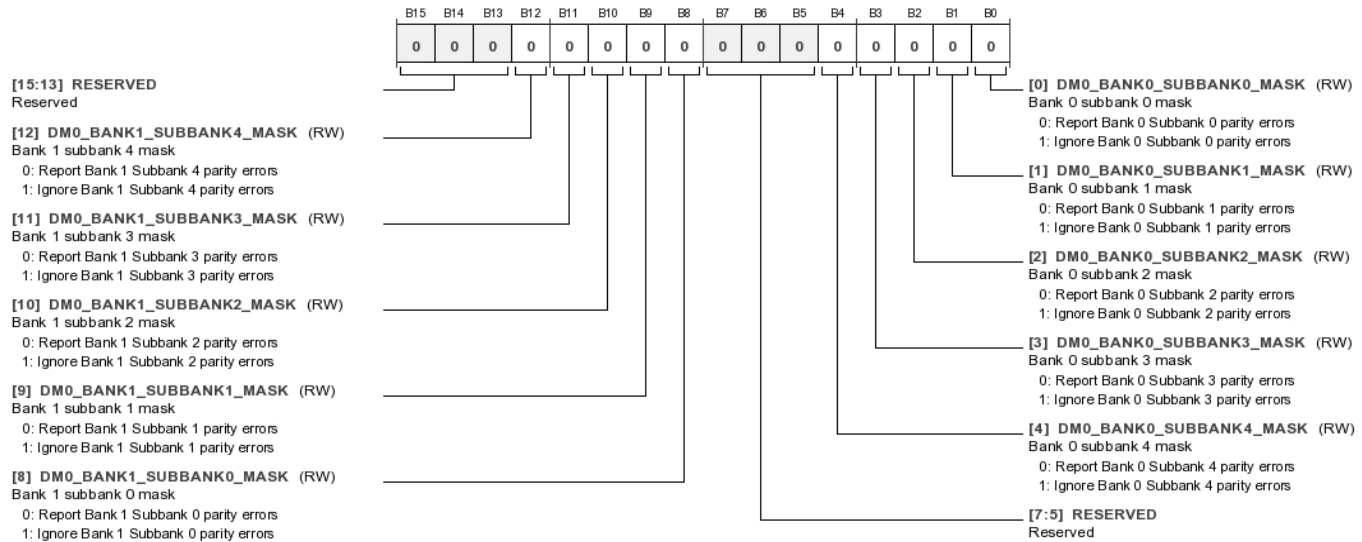 B15 B14 B13 B12 B11 B10 B9 B8 B7 B6 B5 B4 B3 B2 B1 B0
0 0 0 0 0 0 0 0 0 0 0 0 0 0 0 0
[15:13] RESERVED
Reserved
[12] DM0_BANK1_SUBBANK4_MASK (RW)
Bank 1 subbank 4 mask
0: Report Bank 1 Subbank 4 parity errors
1: Ignore Bank 1 Subbank 4 parity errors
[11] DM0_BANK1_SUBBANK3_MASK (RW)
Bank 1 subbank 3 mask
0: Report Bank 1 Subbank 3 parity errors
1: Ignore Bank 1 Subbank 3 parity errors
[10] DM0_BANK1_SUBBANK2_MASK (RW)
Bank 1 subbank 2 mask
0: Report Bank 1 Subbank 2 parity errors
1: Ignore Bank 1 Subbank 2 parity errors
[9] DM0_BANK1_SUBBANK1_MASK (RW)
Bank 1 subbank 1 mask
0: Report Bank 1 Subbank 1 parity errors
1: Ignore Bank 1 Subbank 1 parity errors
[8] DM0_BANK1_SUBBANK0_MASK (RW)
Bank 1 subbank 0 mask
0: Report Bank 1 Subbank 0 parity errors
1: Ignore Bank 1 Subbank 0 parity errors
[0] DM0_BANK0_SUBBANK0_MASK (RW)
Bank 0 subbank 0 mask
0: Report Bank 0 Subbank 0 parity errors
1: Ignore Bank 0 Subbank 0 parity errors
[1] DM0_BANK0_SUBBANK1_MASK (RW)
Bank 0 subbank 1 mask
0: Report Bank 0 Subbank 1 parity errors
1: Ignore Bank 0 Subbank 1 parity errors
[2] DM0_BANK0_SUBBANK2_MASK (RW)
Bank 0 subbank 2 mask
0: Report Bank 0 Subbank 2 parity errors
1: Ignore Bank 0 Subbank 2 parity errors
[3] DM0_BANK0_SUBBANK3_MASK (RW)
Bank 0 subbank 3 mask
0: Report Bank 0 Subbank 3 parity errors
1: Ignore Bank 0 Subbank 3 parity errors
[4] DM0_BANK0_SUBBANK4_MASK (RW)
Bank 0 subbank 4 mask
0: Report Bank 0 Subbank 4 parity errors
1: Ignore Bank 0 Subbank 4 parity errors
[7:5] RESERVED
Reserved